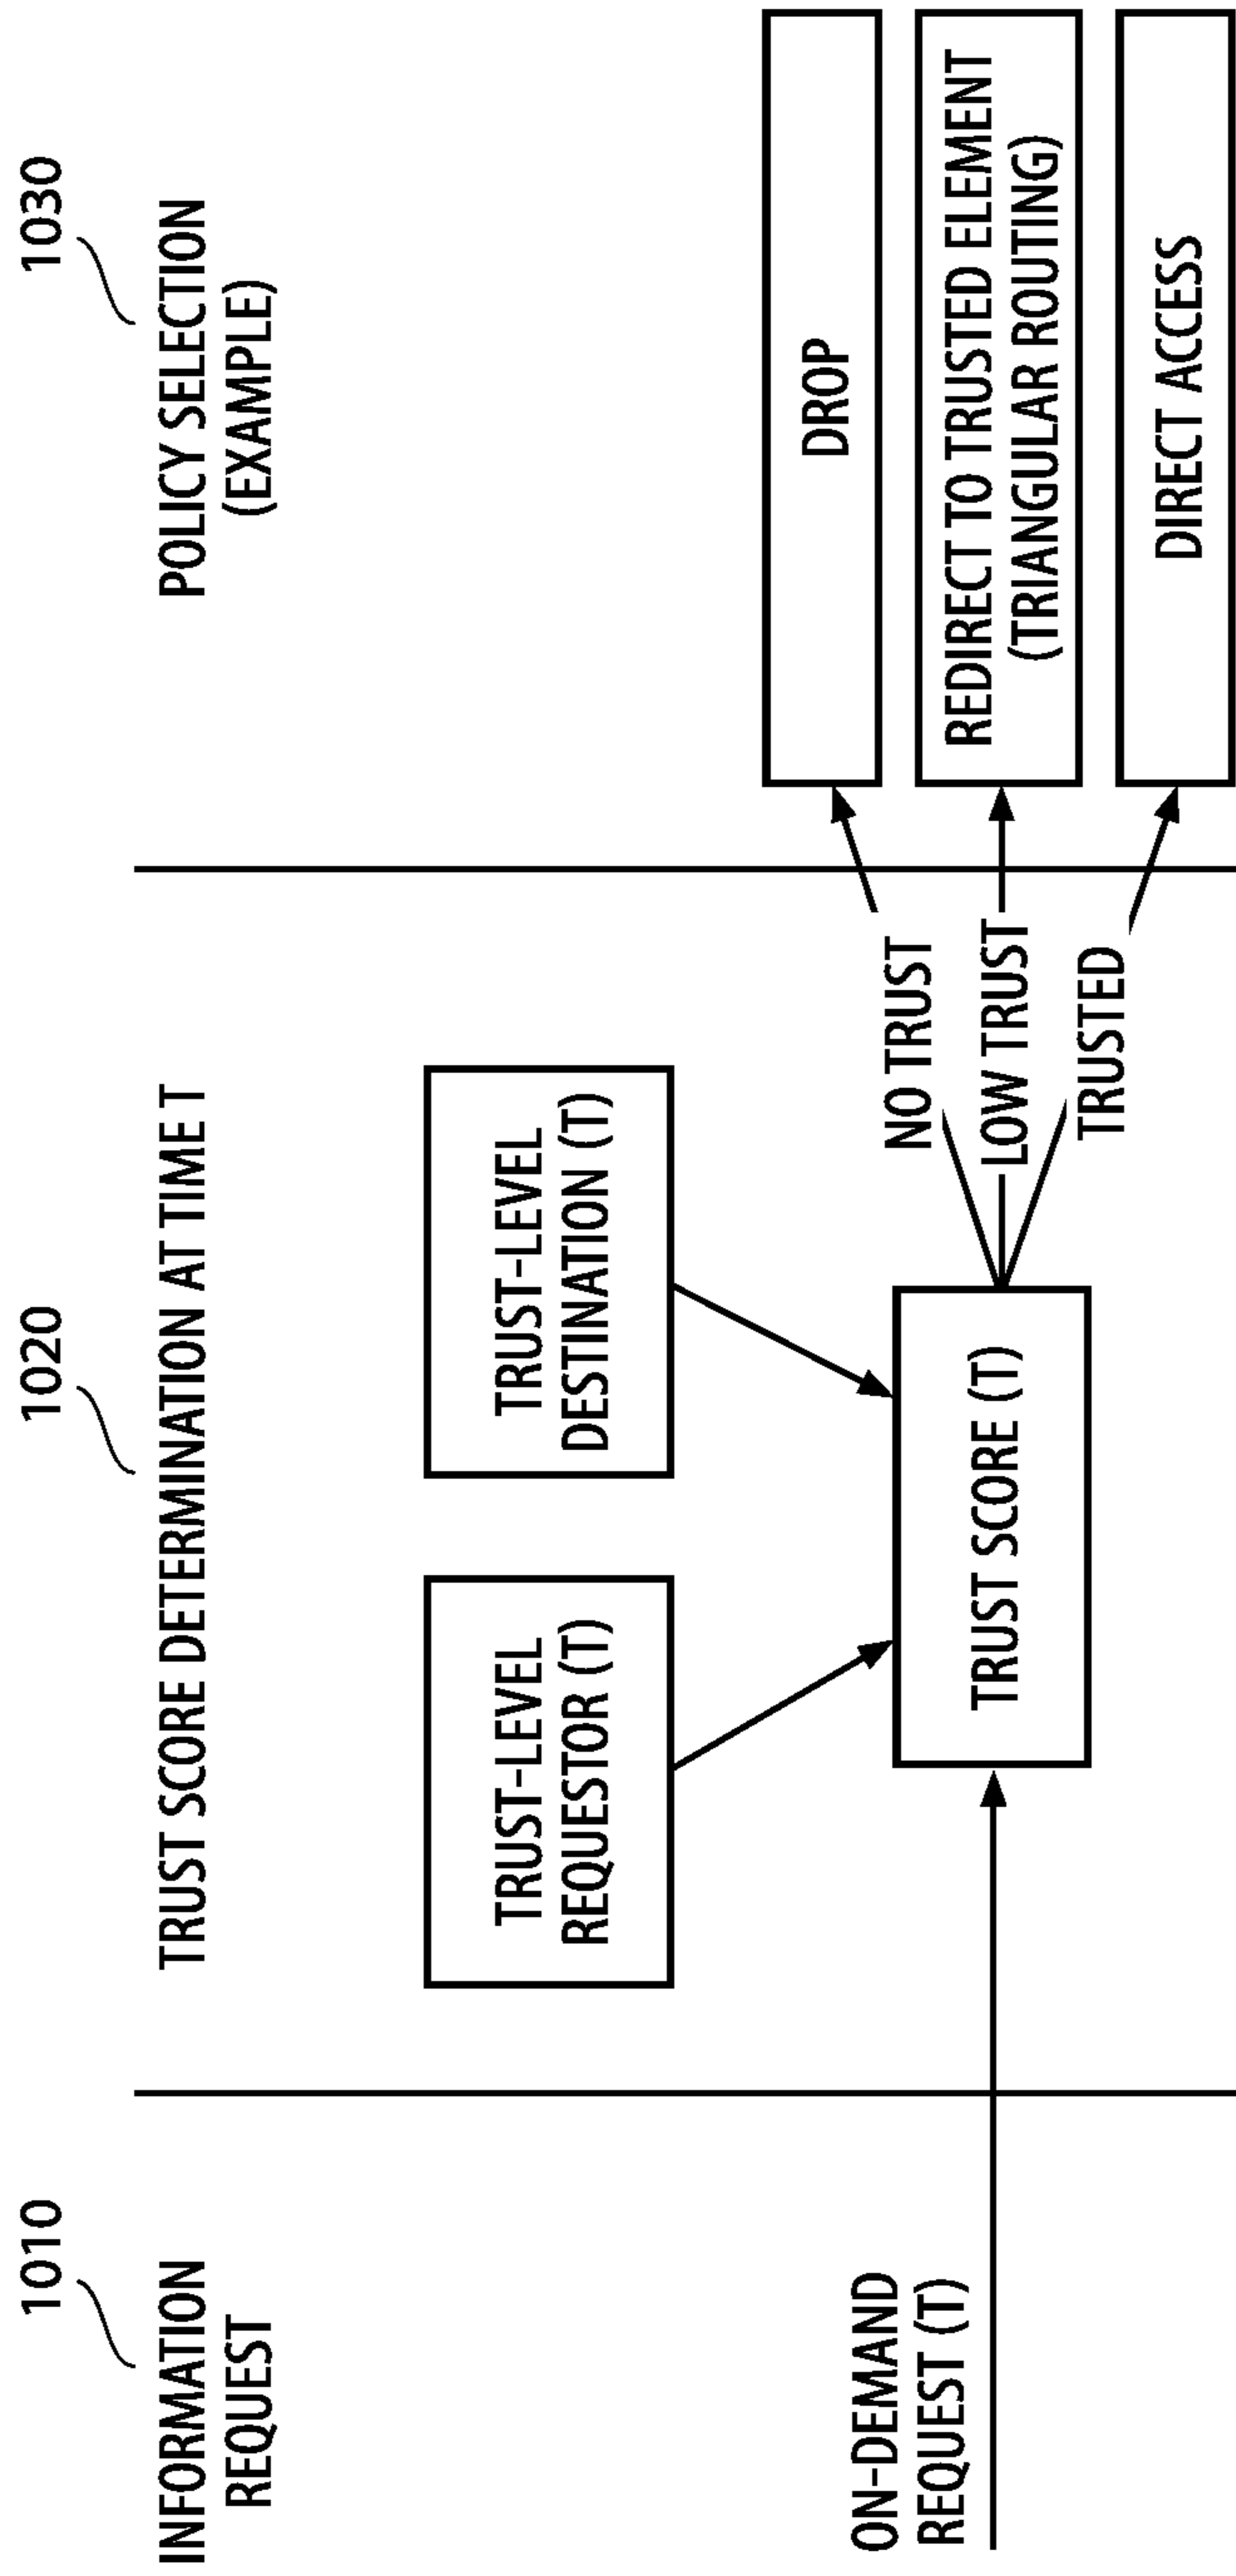 1010
INFORMATION
REQUEST
ON-DEMAND
REQUEST (T)
1020
TRUST SCORE DETERMINATION AT TIME T
TRUST-LEVEL
REQUESTOR (T)
TRUST-LEVEL
DESTINATION (T)
TRUST SCORE (T)
NO TRUST
LOW TRUST
TRUSTED
1030
POLICY SELECTION
(EXAMPLE)
DROP
REDIRECT TO TRUSTED ELEMENT
(TRIANGULAR ROUTING)
DIRECT ACCESS